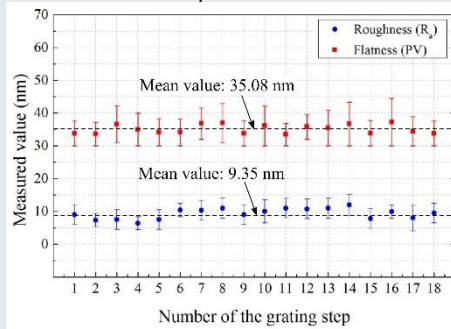 70
60
50
40
30
20
10
0
Measured value (nm)
Roughness (Rₐ)
Flatness (PV)
Mean value: 35.08 nm
Mean value: 9.35 nm
1 2 3 4 5 6 7 8 9 10 11 12 13 14 15 16 17 18
Number of the grating step